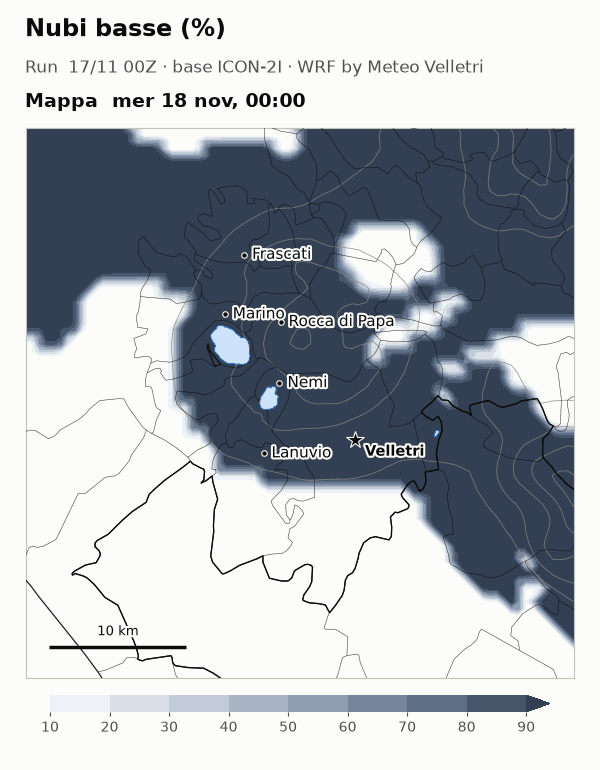 Nubi basse (%)
Run  17/11 00Z · base ICON-2I · WRF by Meteo Velletri
Mappa  mer 18 nov, 00:00
Frascati
Marino
Rocca di Papa
Nemi
Velletri
Lanuvio
10 km
10 20 30 40 50 60 70 80 90